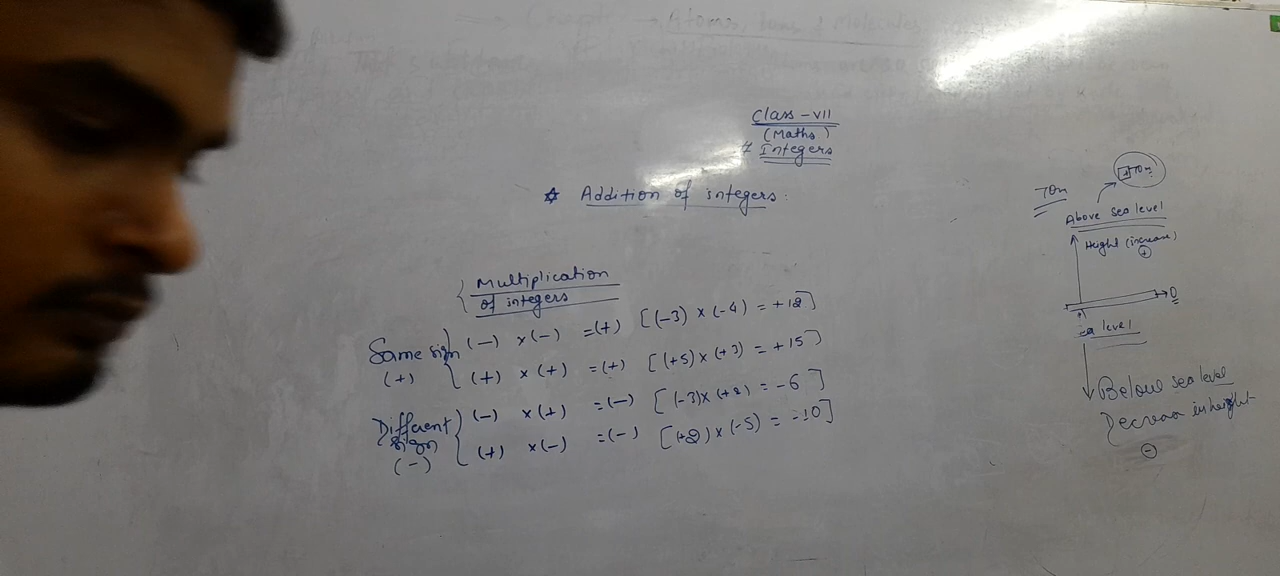 Class - VII
(Maths)
# Integers
☆ Addition of integers:
Multiplication
of integers
Same sign (-) × (-) = (+) [(-3) × (-4) = +12]
(+) (+) × (+) = (+) [(+5) × (+3) = +15]
Different (-) × (+) = (-) [(-3) × (+2) = -6]
sign (+) × (-) = (-) [(+2) × (-5) = -10]
(-)
+70m
70m
Above sea level
Height (increase)
+
0
Sea level
Below sea level
Decrease in height
-